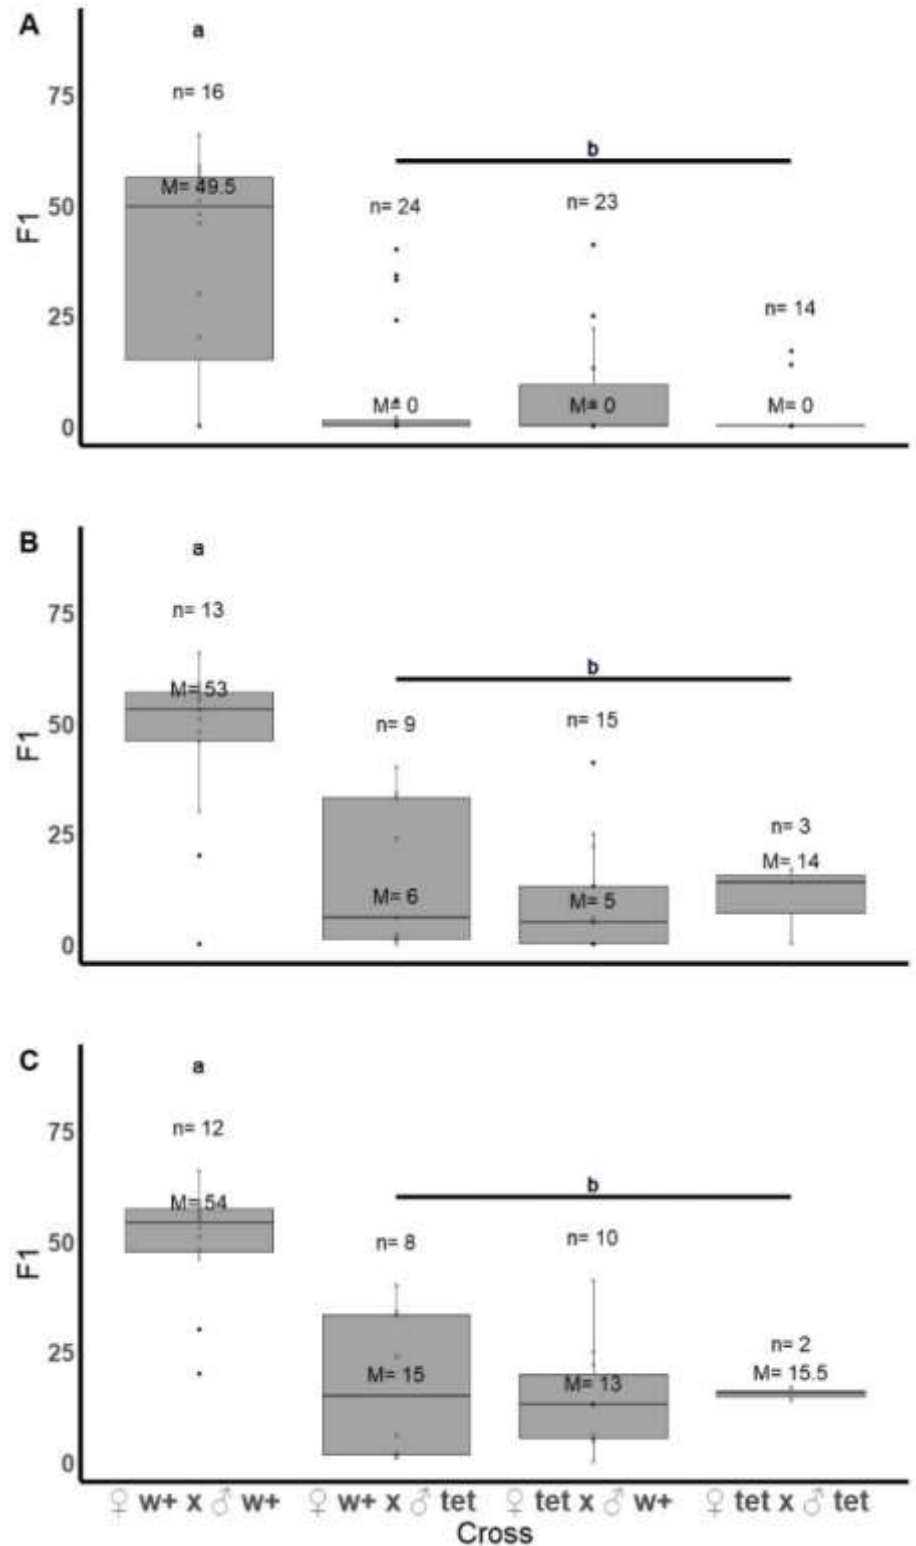 A
a
n= 16
75
b
M= 49.5
50
n= 24
n= 23
F1
25
n= 14
M= 0
M= 0
M= 0
0
B
a
n= 13
75
b
M= 53
50
n= 9
n= 15
F1
25
n= 3
M= 14
M= 6
M= 5
0
C
a
n= 12
75
b
M= 54
50
n= 8
n= 10
F1
25
n= 2
M= 15.5
M= 15
M= 13
0
♀ w+ x ♂ w+ ♀ w+ x ♂ tet ♀ tet x ♂ w+ ♀ tet x ♂ tet
Cross